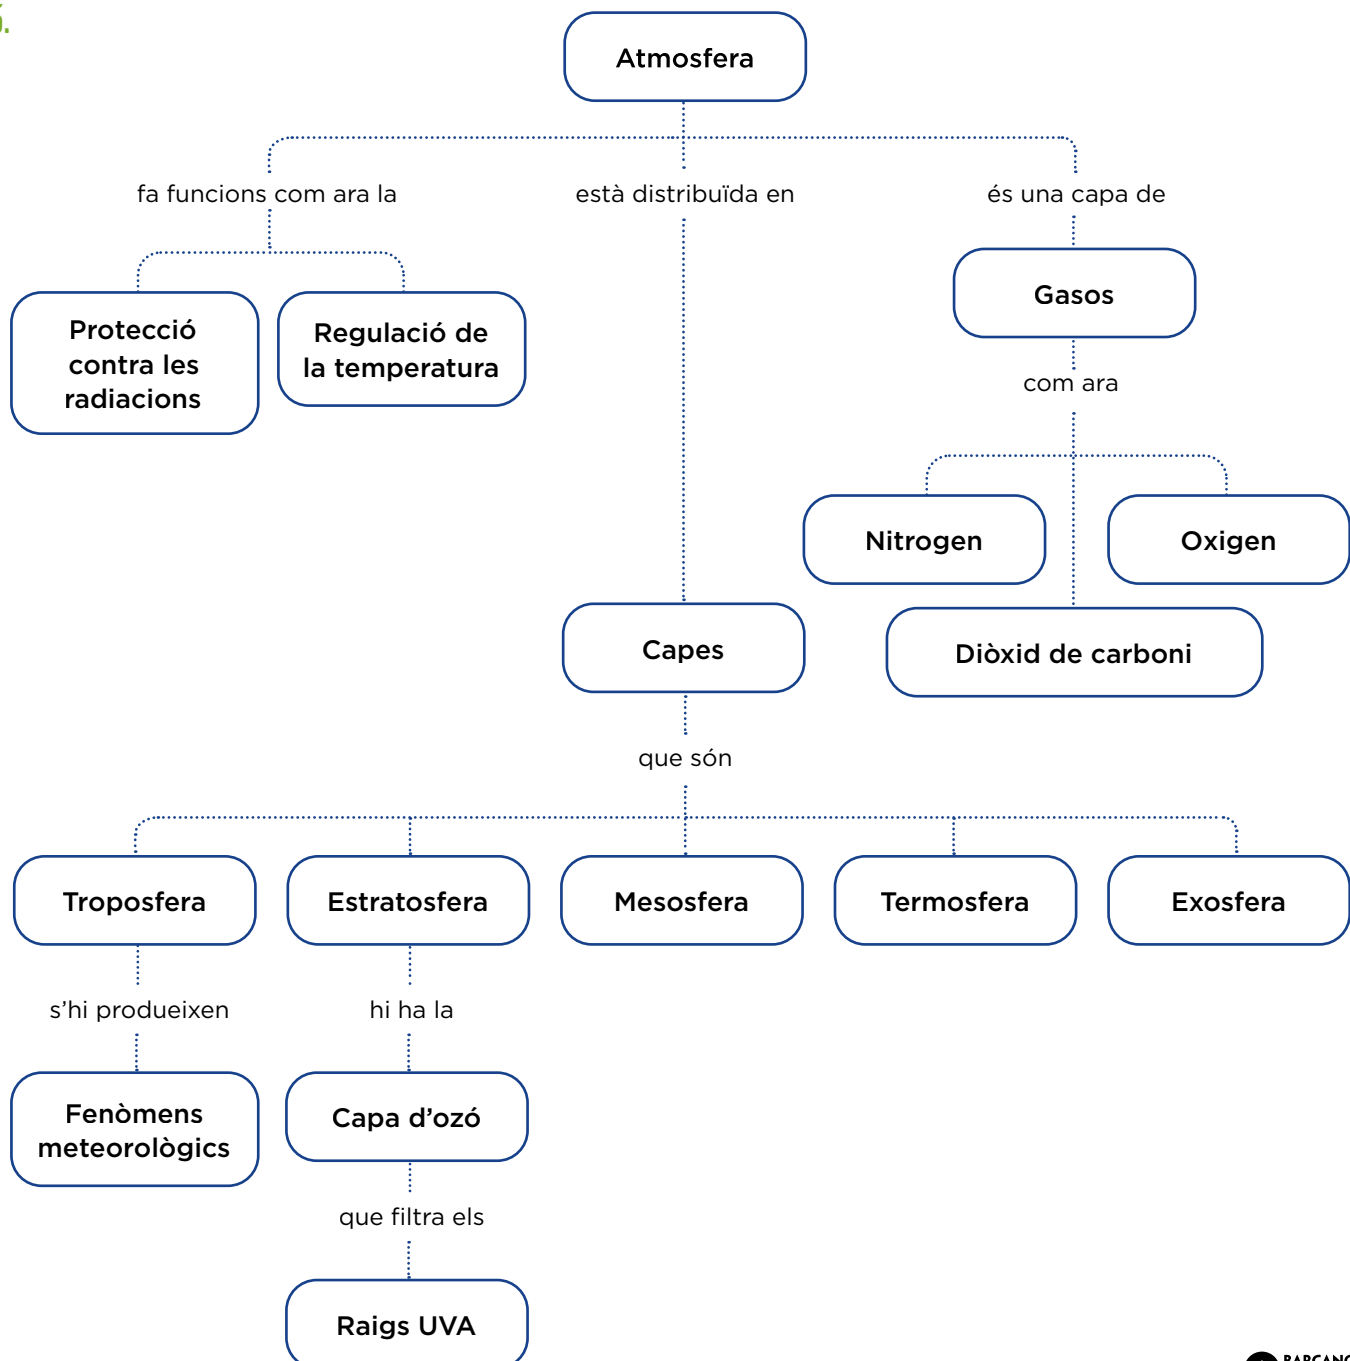 Atmosfera
fa funcions com ara la
està distribuïda en
és una capa de
Protecció
contra les
radiacions
Regulació de
la temperatura
Gasos
com ara
Nitrogen
Oxigen
Diòxid de carboni
Capes
que són
Troposfera
Estratosfera
Mesosfera
Termosfera
Exosfera
s’hi produeixen
hi ha la
Fenòmens
meteorològics
Capa d’ozó
que filtra els
Raigs UVA